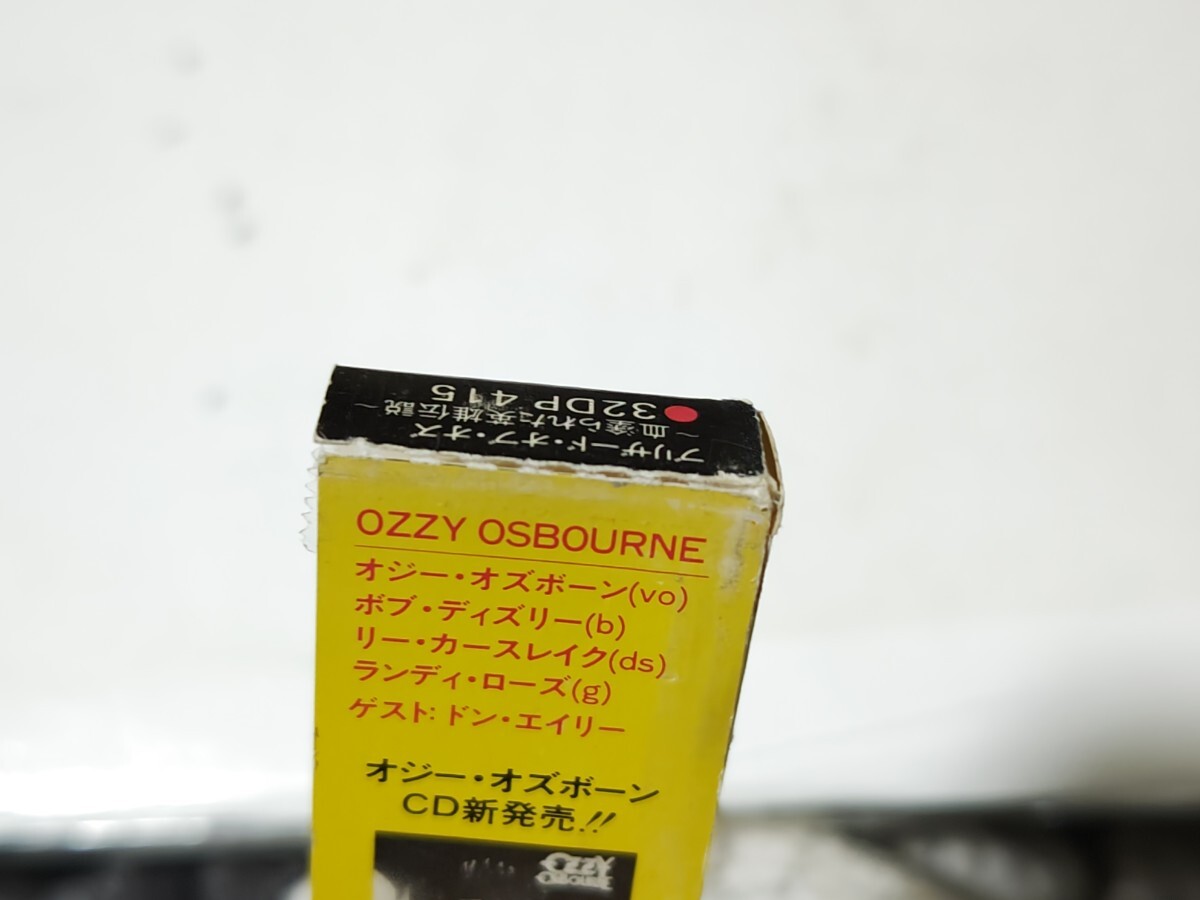 ブリザード・オブ・オズ
~血塗られた英雄伝説~
●32DP 415
OZZY OSBOURNE
オジー・オズボーン(vo)
ボブ・ディズリー(b)
リー・カースレイク(ds)
ランディ・ローズ(g)
ゲスト:ドン・エイリー
オジー・オズボーン
CD新発売!!